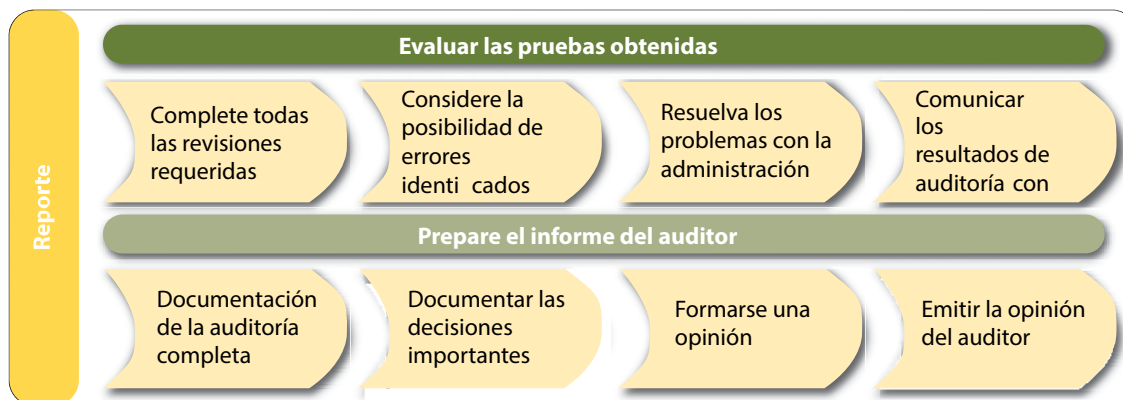 Reporte
Evaluar las pruebas obtenidas
Complete todas
las revisiones
requeridas
Considere la
posibilidad de
errores
identi cados
Resuelva los
problemas con la
administración
Comunicar
los
resultados de
auditoría con
Prepare el informe del auditor
Documentación
de la auditoría
completa
Documentar las
decisiones
importantes
Formarse una
opinión
Emitir la opinión
del auditor